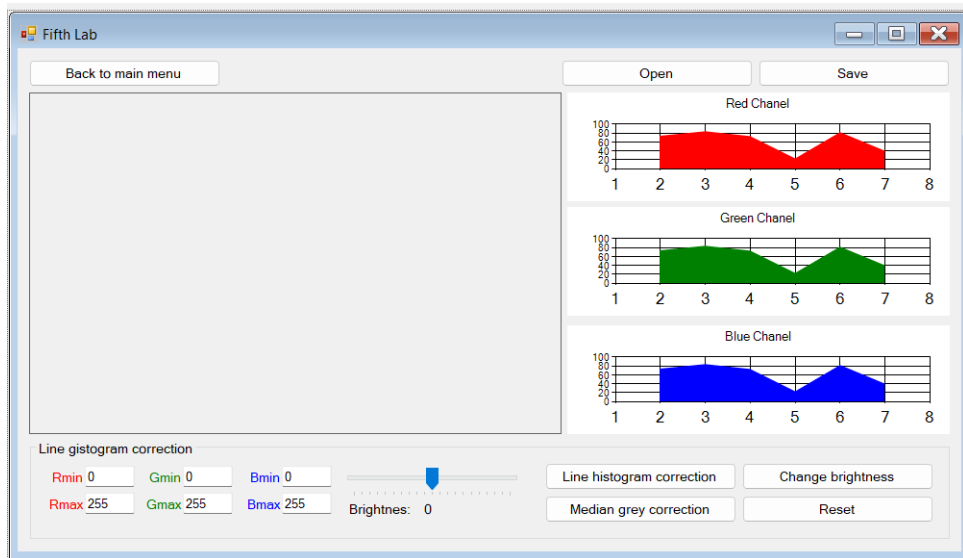 Fifth Lab
Back to main menu
Open
Save
Red Chanel
100
80
60
40
20
0
1 2 3 4 5 6 7 8
Green Chanel
100
80
60
40
20
0
1 2 3 4 5 6 7 8
Blue Chanel
100
80
60
40
20
0
1 2 3 4 5 6 7 8
Line gistogram correction
Rmin 0 Gmin 0 Bmin 0
Rmax 255 Gmax 255 Bmax 255
Brightnes: 0
Line histogram correction
Change brightness
Median grey correction
Reset